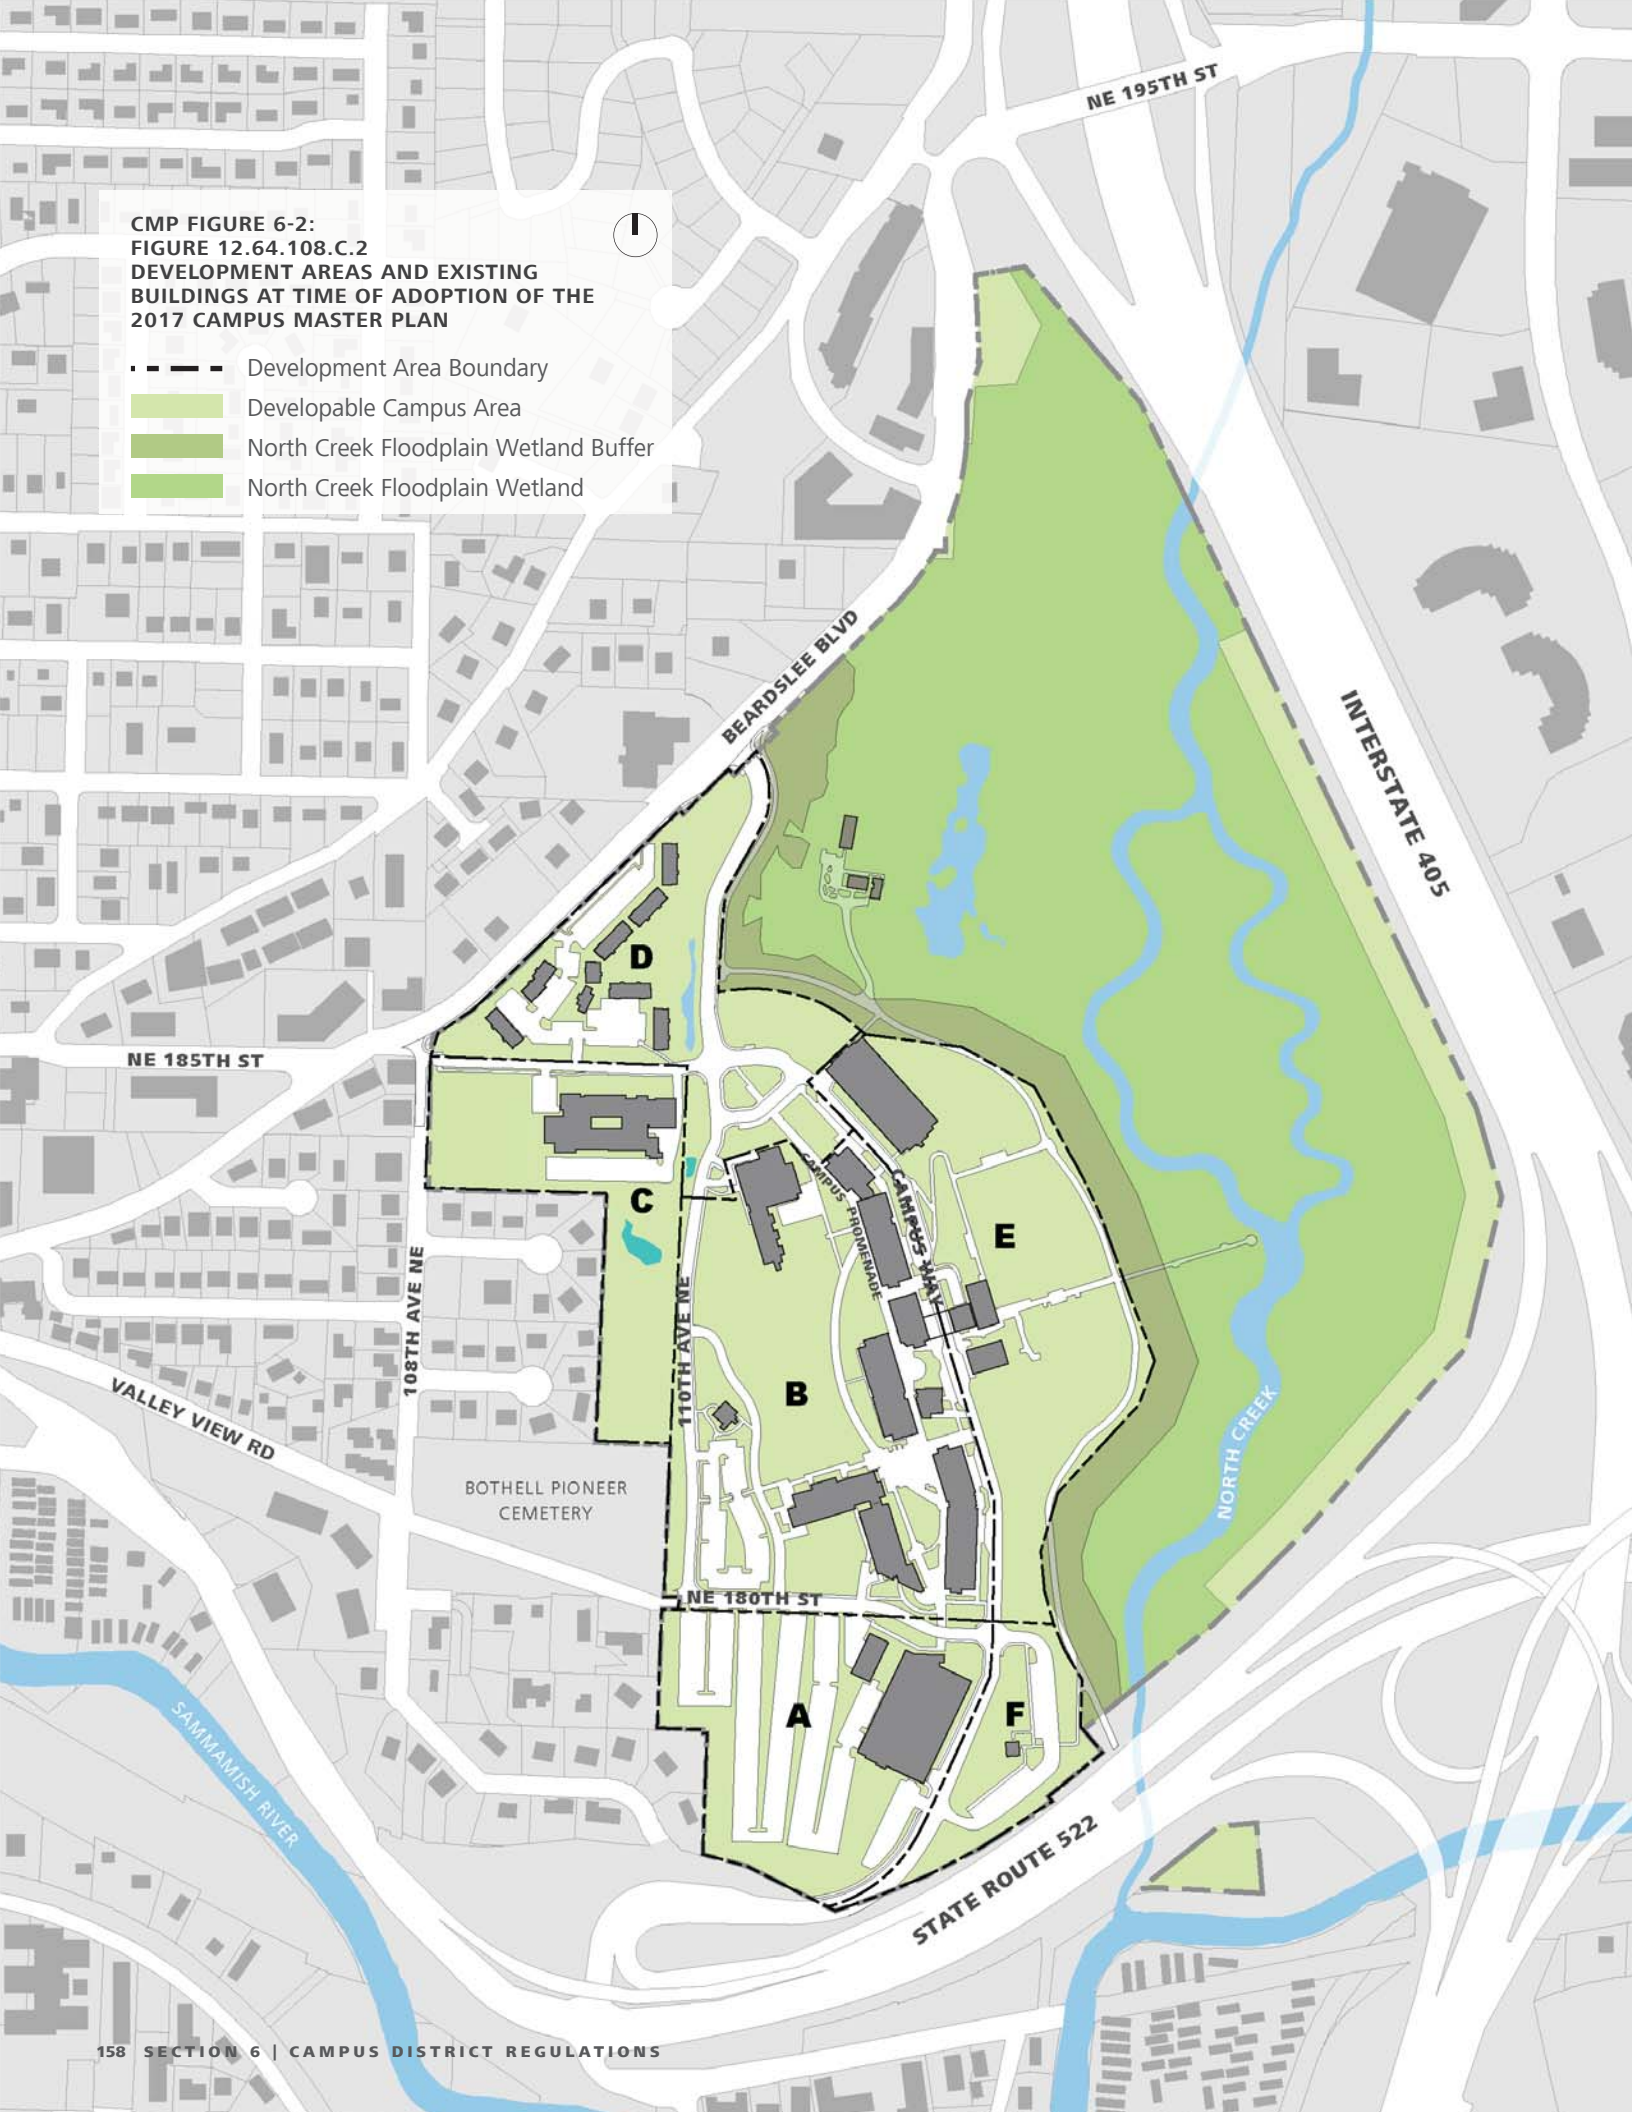 NE 195TH ST
CMP FIGURE 6-2:
FIGURE 12.64.108.C.2
DEVELOPMENT AREAS AND EXISTING
BUILDINGS AT TIME OF ADOPTION OF THE
2017 CAMPUS MASTER PLAN
Development Area Boundary
Developable Campus Area
North Creek Floodplain Wetland Buffer
North Creek Floodplain Wetland
BEARDSLEE BLVD
INTERSTATE 405
D
NE 185TH ST
C
CAMPUS
PROMENADE
CAMPUS WAY
E
108TH AVE NE
110TH AVE NE
B
VALLEY VIEW RD
NORTH CREEK
BOTHELL PIONEER
CEMETERY
NE 180TH ST
A
F
SAMMAMISH RIVER
STATE ROUTE 522
158 SECTION 6 | CAMPUS DISTRICT REGULATIONS